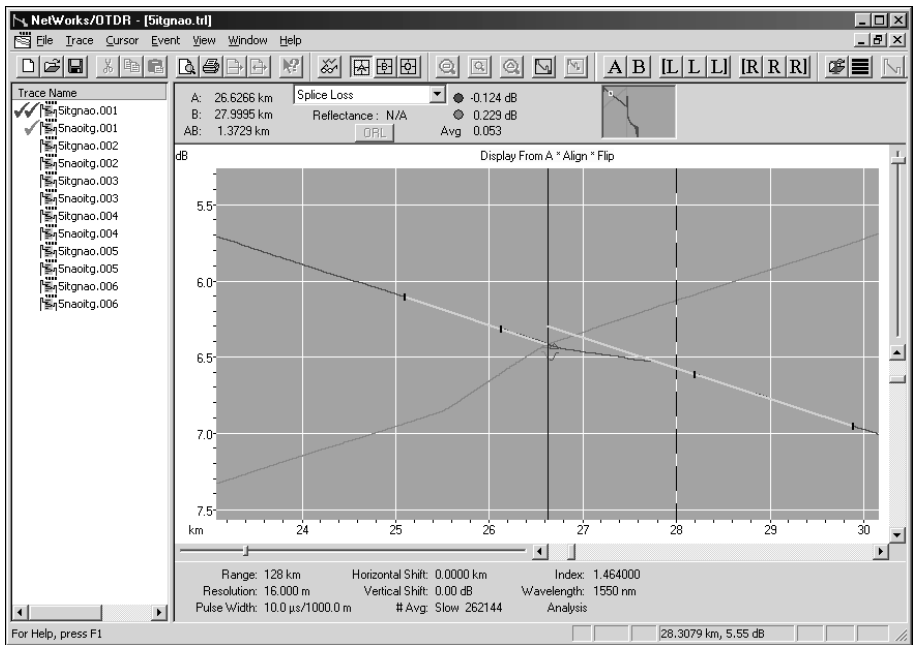 NetWorks/OTDR - [5itgnao.trl]
File Trace Cursor Event View Window Help
A B [L L L] [R R R]
Trace Name
5itgnao.001
5naoitg.001
5itgnao.002
5naoitg.002
5itgnao.003
5naoitg.003
5itgnao.004
5naoitg.004
5itgnao.005
5naoitg.005
5itgnao.006
5naoitg.006
A: 26.6266 km Splice Loss -0.124 dB
B: 27.9995 km Reflectance : N/A 0.229 dB
AB: 1.3729 km ORL Avg 0.053
dB Display From A * Align * Flip
5.5
6.0
6.5
7.0
7.5
km 24 25 26 27 28 29 30
Range: 128 km Horizontal Shift: 0.0000 km Index: 1.464000
Resolution: 16.000 m Vertical Shift: 0.00 dB Wavelength: 1550 nm
Pulse Width: 10.0 µs/1000.0 m # Avg: Slow 262144 Analysis
For Help, press F1 28.3079 km, 5.55 dB